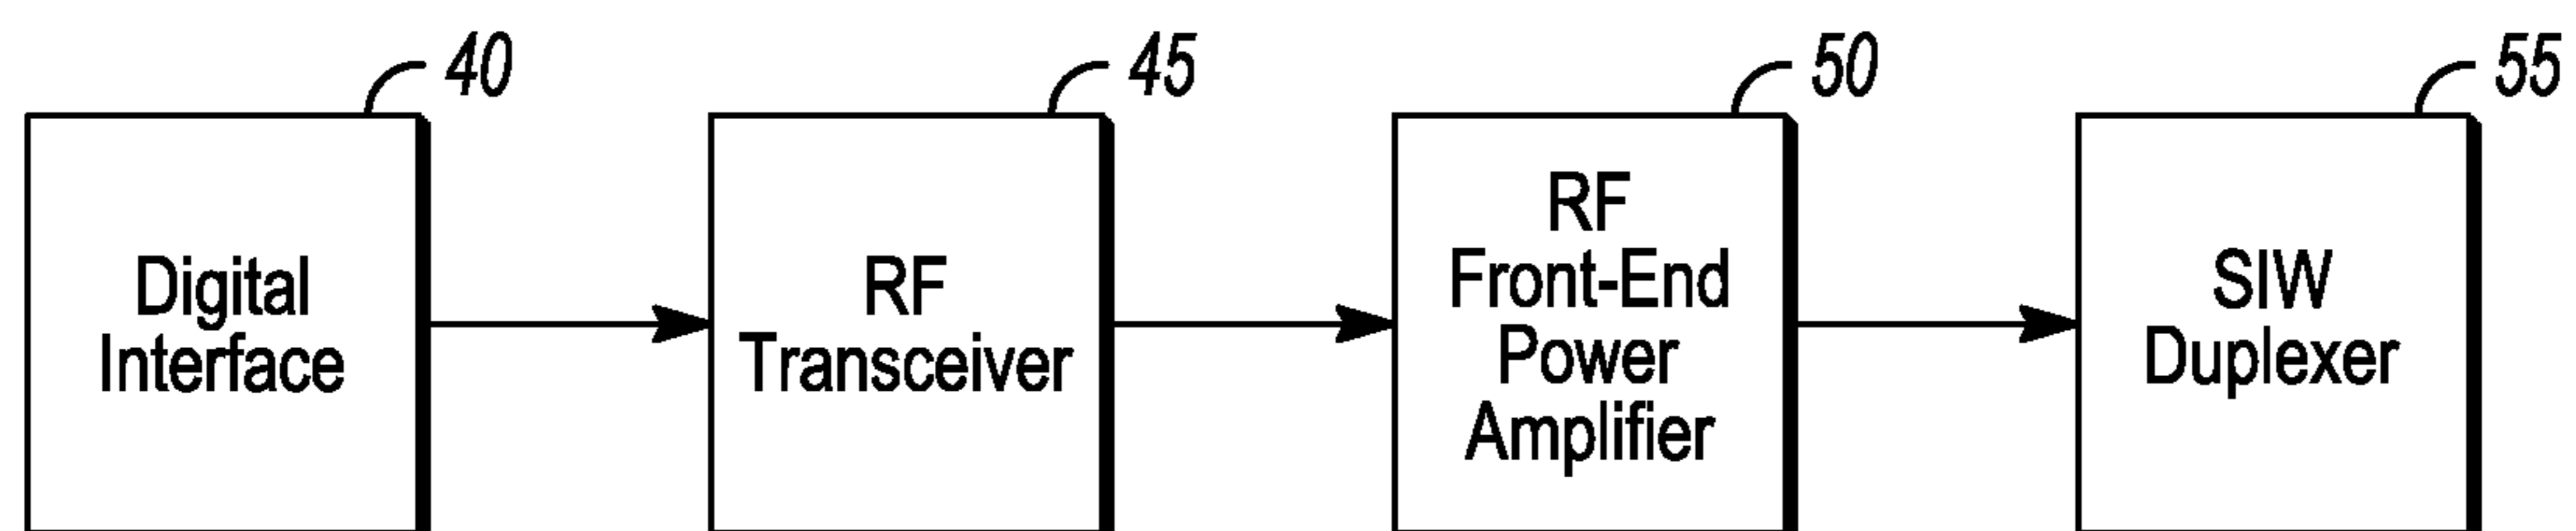 40
45
50
55
Digital
Interface
RF
Transceiver
RF
Front-End
Power
Amplifier
SIW
Duplexer